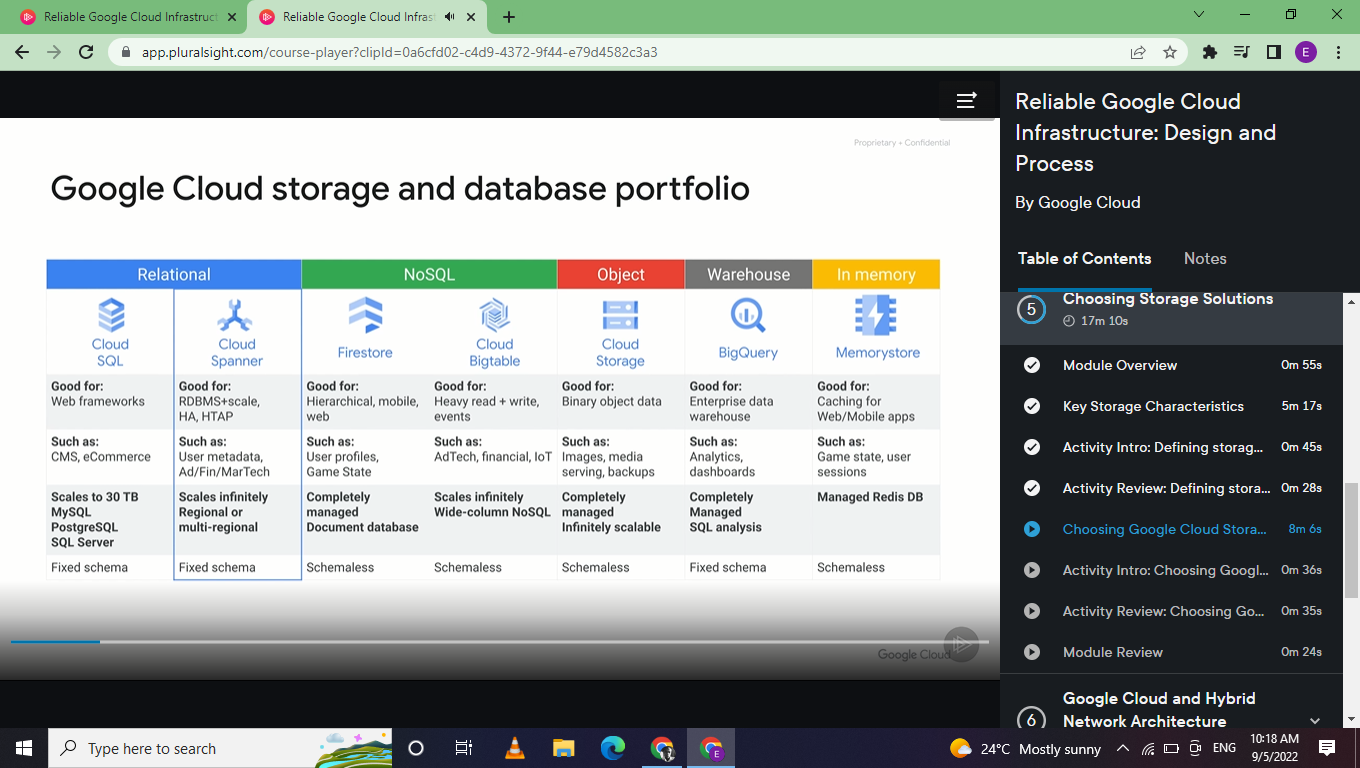 Reliable Google Cloud Infrastruct
Reliable Google Cloud Infras
app.pluralsight.com/course-player?clipId=0a6cfd02-c4d9-4372-9f44-e79d4582c3a3
E
Proprietary + Confidential
Google Cloud storage and database portfolio
Relational NoSQL Object Warehouse In memory
Cloud SQL
Cloud Spanner
Firestore
Cloud Bigtable
Cloud Storage
BigQuery
Memorystore
Good for:
Web frameworks
Good for:
RDBMS+scale,
HA, HTAP
Good for:
Hierarchical, mobile,
web
Good for:
Heavy read + write,
events
Good for:
Binary object data
Good for:
Enterprise data
warehouse
Good for:
Caching for
Web/Mobile apps
Such as:
CMS, eCommerce
Such as:
User metadata,
Ad/Fin/MarTech
Such as:
User profiles,
Game State
Such as:
AdTech, financial, IoT
Such as:
Images, media
serving, backups
Such as:
Analytics,
dashboards
Such as:
Game state, user
sessions
Scales to 30 TB
MySQL
PostgreSQL
SQL Server
Scales infinitely
Regional or
multi-regional
Completely
managed
Document database
Scales infinitely
Wide-column NoSQL
Completely
managed
Infinitely scalable
Completely
Managed
SQL analysis
Managed Redis DB
Fixed schema Fixed schema Schemaless Schemaless Schemaless Fixed schema Schemaless
Google Cloud
Reliable Google Cloud
Infrastructure: Design and
Process
By Google Cloud
Table of Contents Notes
5 Choosing Storage Solutions
17m 10s
Module Overview 0m 55s
Key Storage Characteristics 5m 17s
Activity Intro: Defining storag... 0m 45s
Activity Review: Defining stora... 0m 28s
Choosing Google Cloud Stora... 8m 6s
Activity Intro: Choosing Googl... 0m 36s
Activity Review: Choosing Go... 0m 35s
Module Review 0m 24s
6 Google Cloud and Hybrid
Network Architecture
Type here to search
E
24°C Mostly sunny
ENG
10:18 AM
9/5/2022